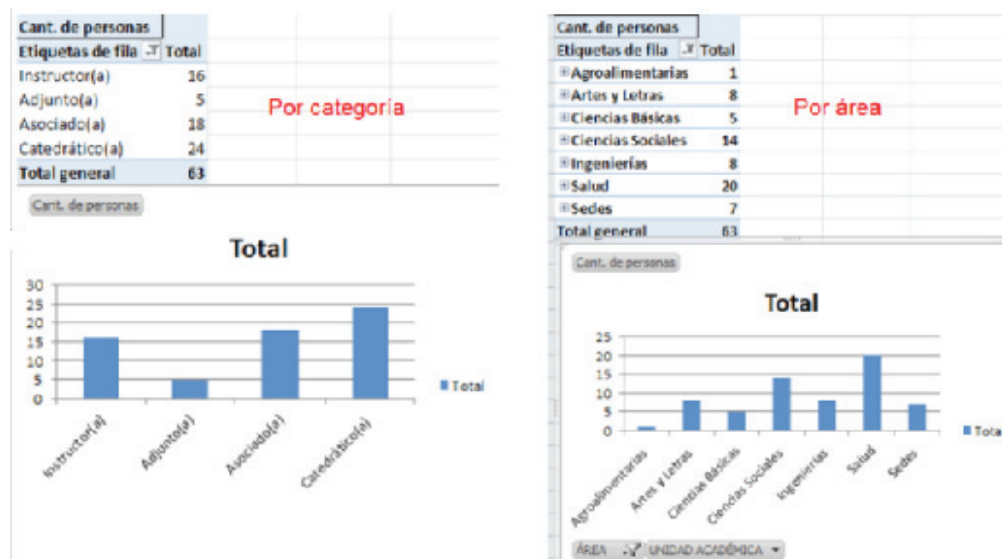 Cant. de personas
Etiquetas de fila Total
Instructor(a) 16
Adjunto(a) 5
Asociado(a) 18
Catedrático(a) 24
Total general 63
Por categoría
Cant. de personas
Total
30
25
20
15
10
5
0
Instructor(a)
Adjunto(a)
Asociado(a)
Catedrático(a)
Total
Cant. de personas
Etiquetas de fila Total
Agroalimentarias 1
Artes y Letras 8
Ciencias Básicas 5
Ciencias Sociales 14
Ingenierías 8
Salud 20
Sedes 7
Total general 63
Por área
Cant. de personas
Total
25
20
15
10
5
0
Agroalimentarias
Artes y Letras
Ciencias Básicas
Ciencias Sociales
Ingenierías
Salud
Sedes
Total
ÁREA UNIDAD ACADÉMICA